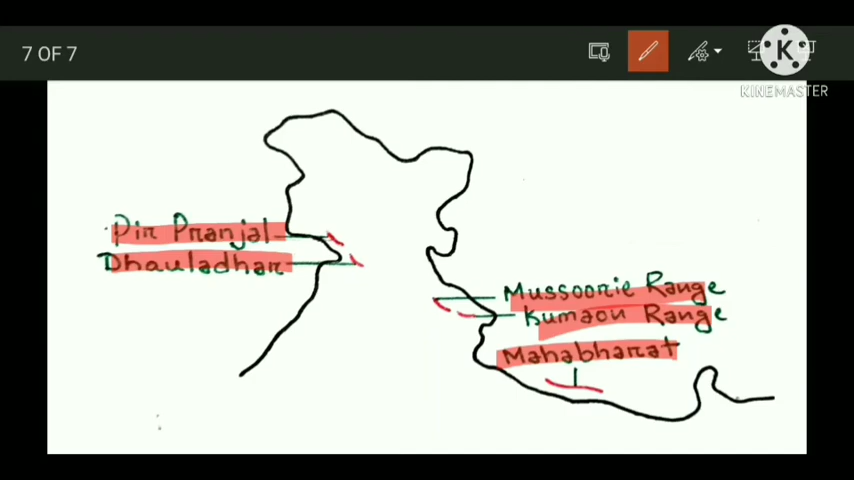 7 OF 7
K
KINEMASTER
Pir Pranjal
Dhauladhar
Mussoorie Range
Kumaon Range
Mahabharat